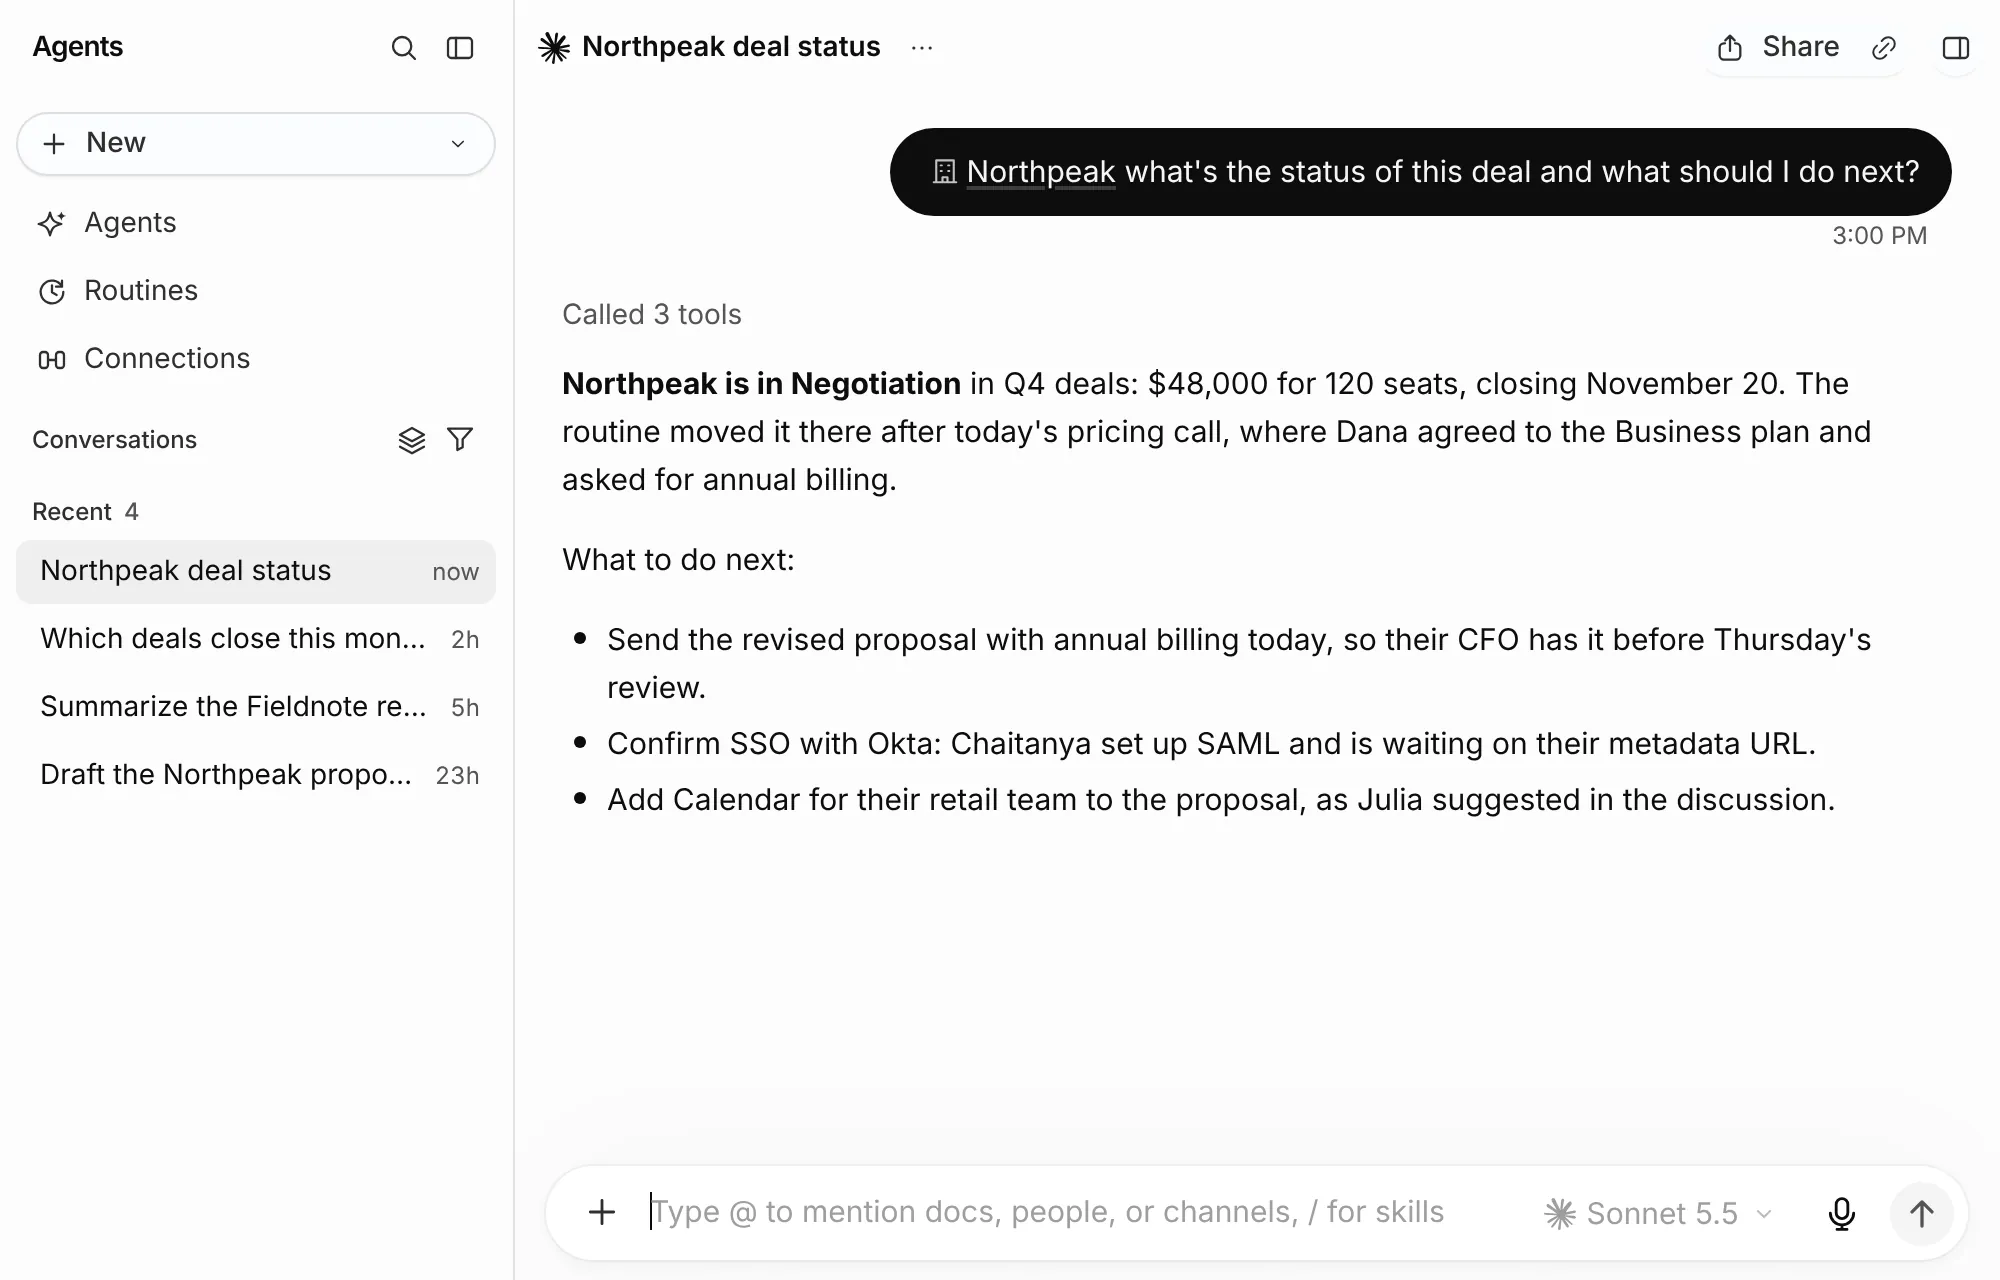 Agents
New
Agents
Routines
Connections
Conversations
Recent 4
Northpeak deal status now
Which deals close this mon... 2h
Summarize the Fieldnote re... 5h
Draft the Northpeak propo... 23h
Northpeak deal status
Share
Northpeak what's the status of this deal and what should I do next?
3:00 PM
Called 3 tools
Northpeak is in Negotiation in Q4 deals: $48,000 for 120 seats, closing November 20. The
routine moved it there after today's pricing call, where Dana agreed to the Business plan and
asked for annual billing.
What to do next:
• Send the revised proposal with annual billing today, so their CFO has it before Thursday's
review.
• Confirm SSO with Okta: Chaitanya set up SAML and is waiting on their metadata URL.
• Add Calendar for their retail team to the proposal, as Julia suggested in the discussion.
Type @ to mention docs, people, or channels, / for skills
Sonnet 5.5